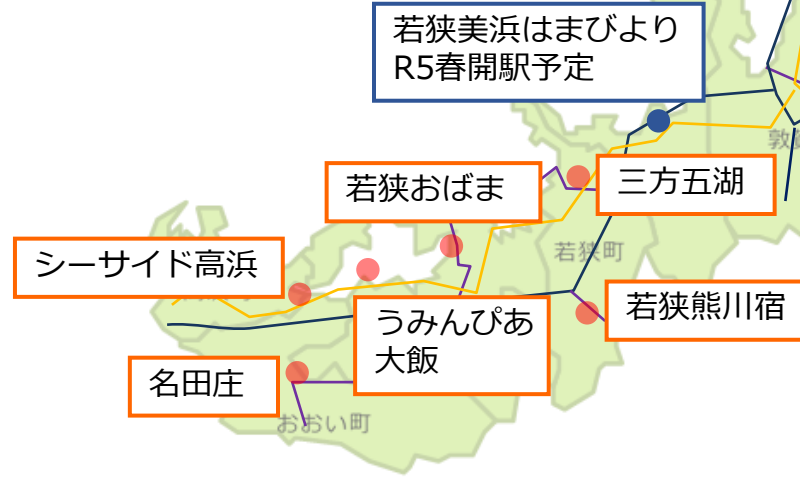 若狭美浜はまびより
R5春開駅予定
三方五湖
若狭おばま
若狭町
シーサイド高浜
若狭熊川宿
うみんぴあ
大飯
名田庄
おおい町